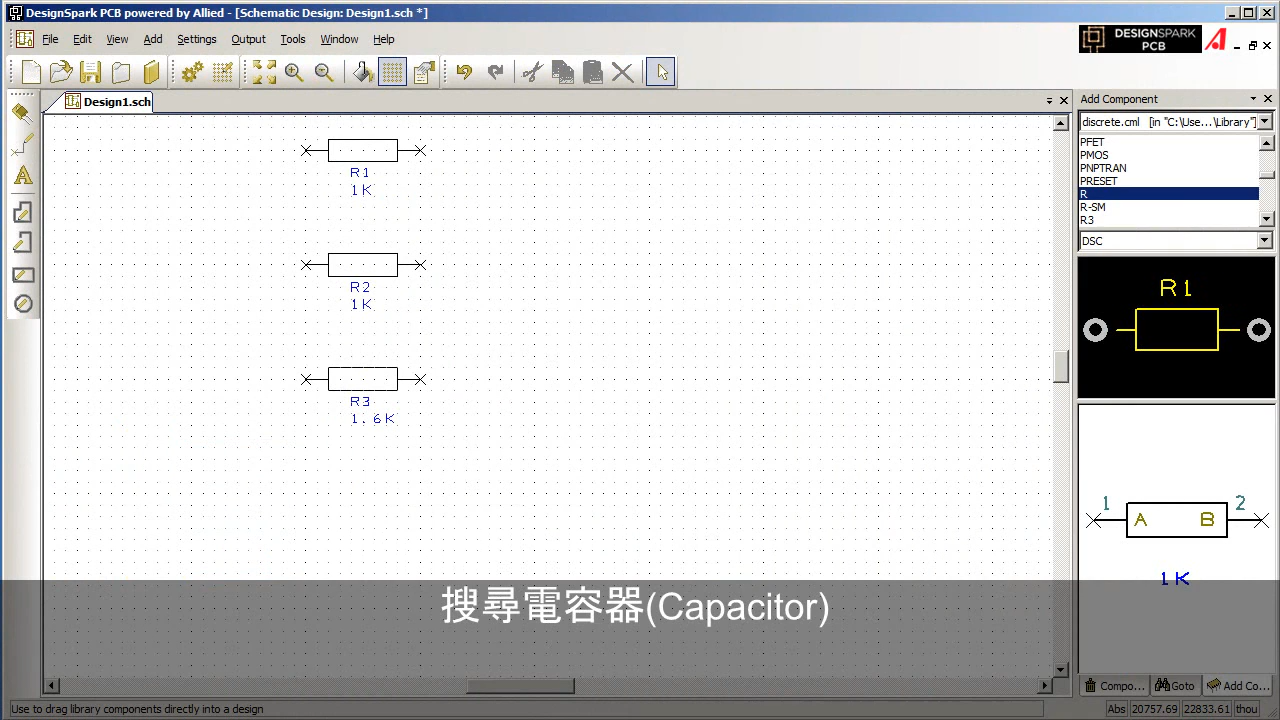 DesignSpark PCB powered by Allied - [Schematic Design: Design1.sch *]
File Edit View Add Settings Output Tools Window
DESIGNSPARK
PCB
Design1.sch
Add Component
discrete.cml [in "C:\Use...\Library"]
PFET
PMOS
PNPTRAN
PRESET
R
R-SM
R3
DSC
R1
1K
R2
1K
R3
1.6K
R1
1 2
A B
1K
搜尋電容器(Capacitor)
Compo... Goto Add Co...
Use to drag library components directly into a design
Abs 20757.69 22833.61 thou